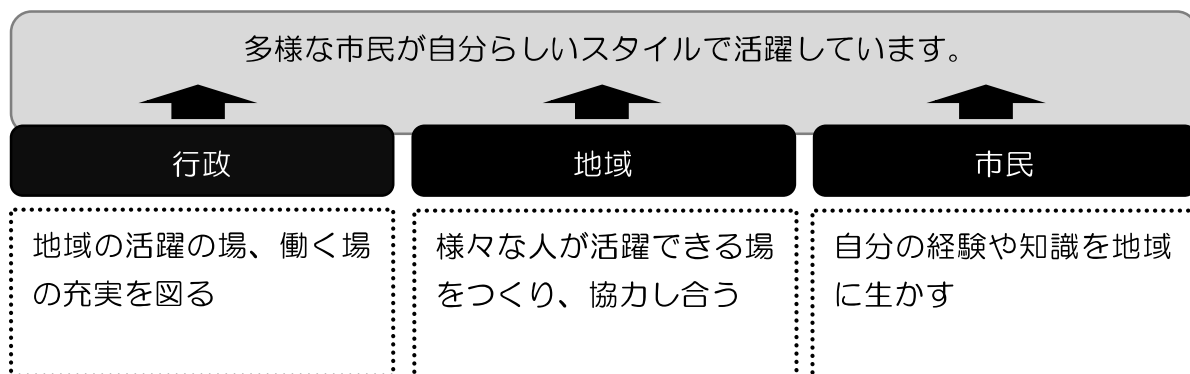 多様な市民が自分らしいスタイルで活躍しています。
行政
地域
市民
地域の活躍の場、働く場
の充実を図る
様々な人が活躍できる場
をつくり、協力し合う
自分の経験や知識を地域
に生かす